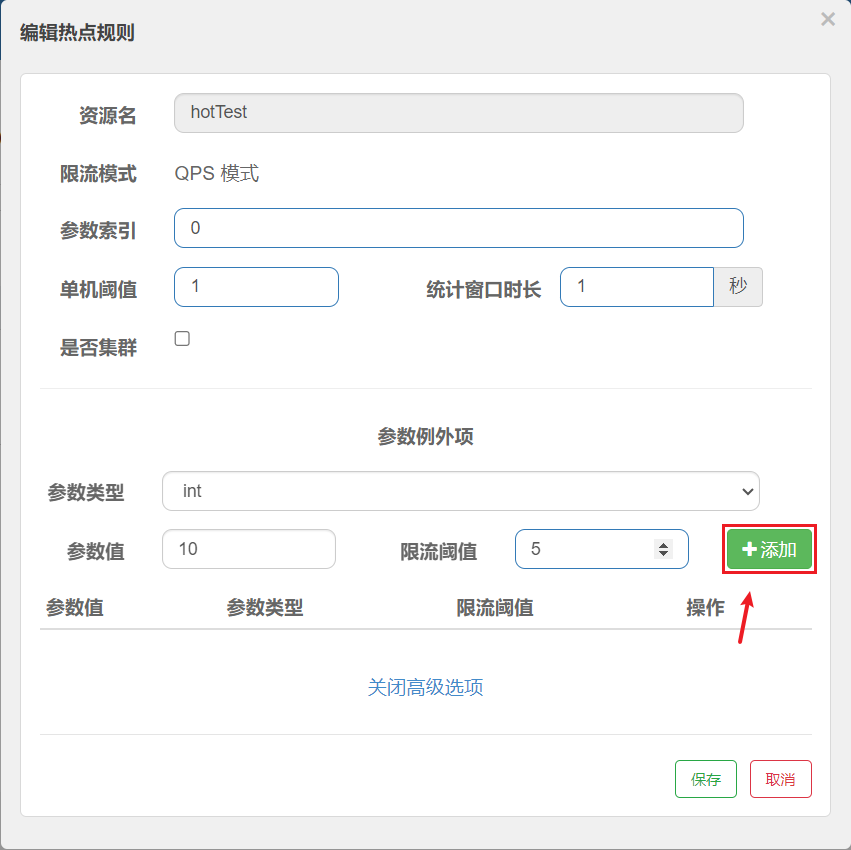 编辑热点规则 ×
资源名 hotTest
限流模式 QPS 模式
参数索引 0
单机阈值 1 统计窗口时长 1 秒
是否集群
参数例外项
参数类型 int
参数值 10 限流阈值 5 添加
参数值 参数类型 限流阈值 操作
关闭高级选项
保存 取消